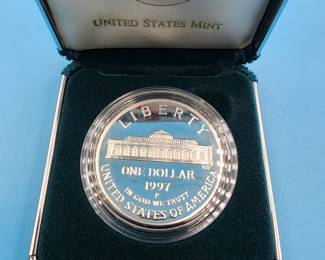 UNITED STATES MINT
LIBERTY
ONE DOLLAR
1997
P
IN GOD WE TRUST
UNITED STATES OF AMERICA